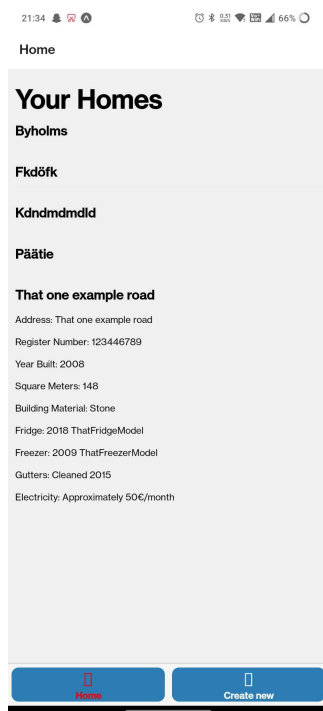 21:34
66%
Home
Your Homes
Byholms
Fkdöfk
Kdndmdmdld
Päätie
That one example road
Address: That one example road
Register Number: 123446789
Year Built: 2008
Square Meters: 148
Building Material: Stone
Fridge: 2018 ThatFridgeModel
Freezer: 2009 ThatFreezerModel
Gutters: Cleaned 2015
Electricity: Approximately 50€/month
Home
Create new